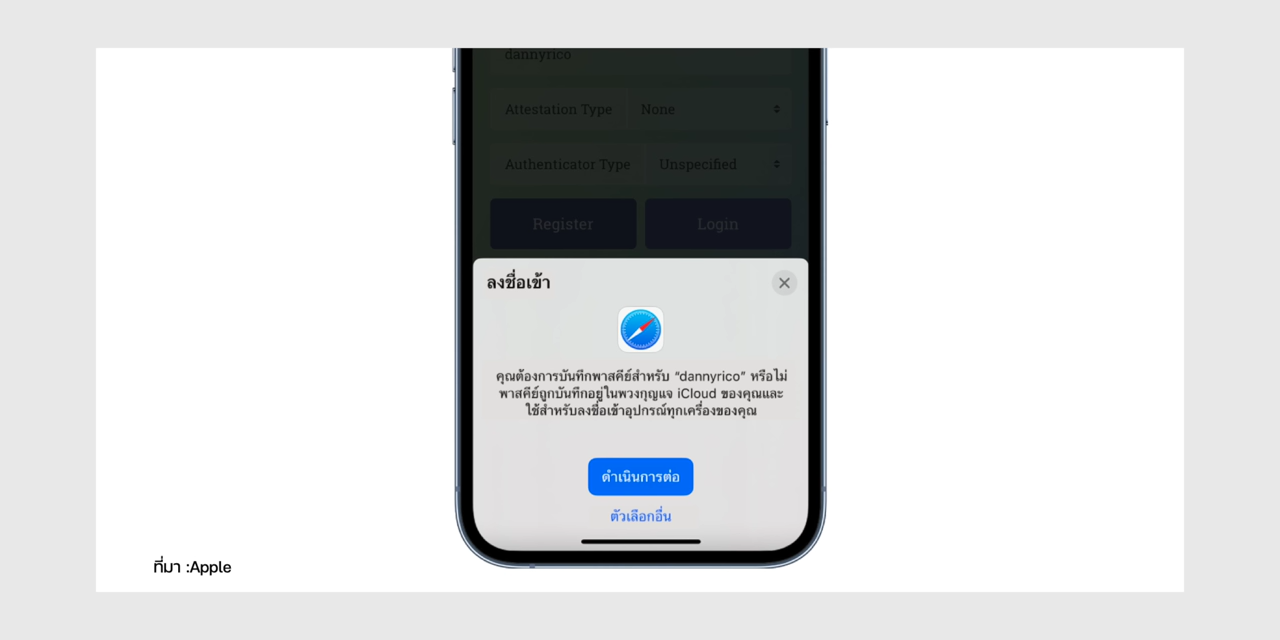 dannyrico
Attestation Type None
Authenticator Type Unspecified
Register Login
ลงชื่อเข้า
คุณต้องการบันทึกพาสคีย์สำหรับ “dannyrico” หรือไม่
พาสคีย์ถูกบันทึกอยู่ในพวงกุญแจ iCloud ของคุณและ
ใช้สำหรับลงชื่อเข้าอุปกรณ์ทุกเครื่องของคุณ
ดำเนินการต่อ
ตัวเลือกอื่น
ที่มา :Apple